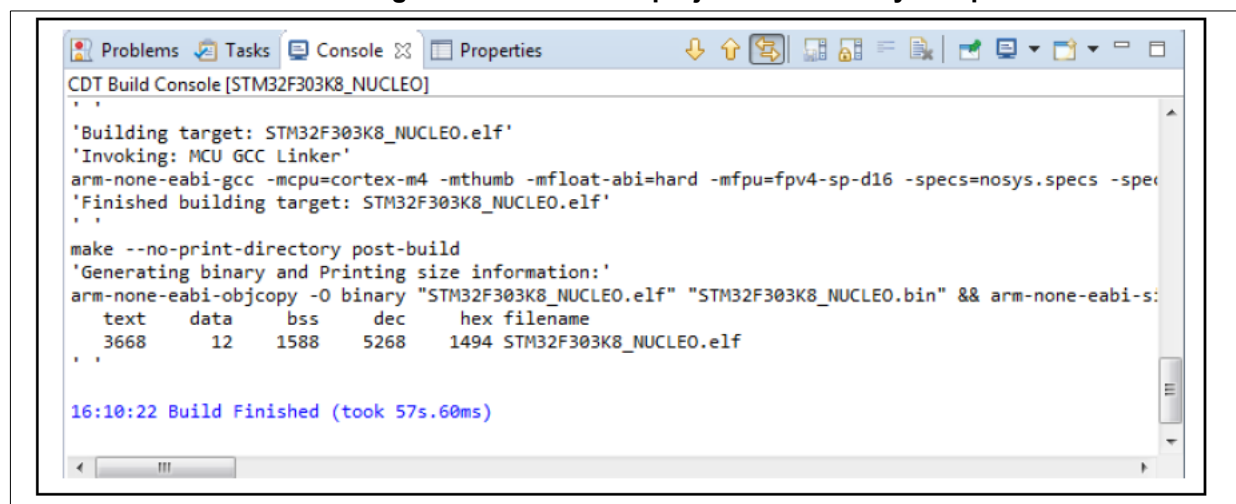 Problems Tasks Console Properties
CDT Build Console [STM32F303K8_NUCLEO]
' '
'Building target: STM32F303K8_NUCLEO.elf'
'Invoking: MCU GCC Linker'
arm-none-eabi-gcc -mcpu=cortex-m4 -mthumb -mfloat-abi=hard -mfpu=fpv4-sp-d16 -specs=nosys.specs
'Finished building target: STM32F303K8_NUCLEO.elf'
' '
make --no-print-directory post-build
'Generating binary and Printing size information:'
arm-none-eabi-objcopy -O binary "STM32F303K8_NUCLEO.elf" "STM32F303K8_NUCLEO.bin" &&
text data bss dec hex filename
3668 12 1588 5268 1494 STM32F303K8_NUCLEO.elf
' '
16:10:22 Build Finished (took 57s.60ms)